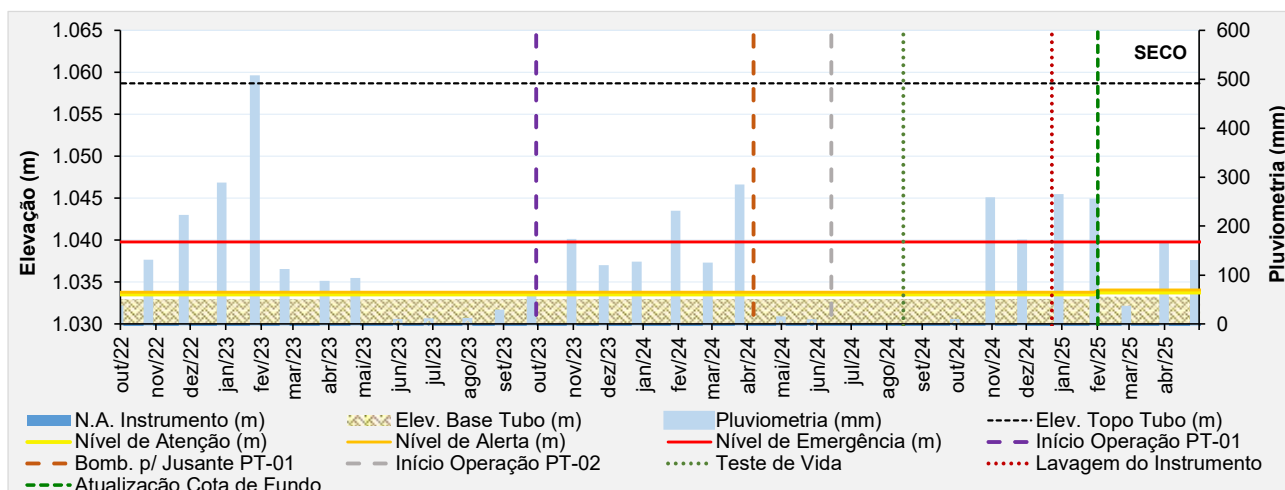 1.065
1.060
1.055
1.050
1.045
1.040
1.035
1.030
Elevação (m)
600
500
400
300
200
100
0
Pluviometria (mm)
SECO
out/22
nov/22
dez/22
jan/23
fev/23
mar/23
abr/23
mai/23
jun/23
jul/23
ago/23
set/23
out/23
nov/23
dez/23
jan/24
fev/24
mar/24
abr/24
mai/24
jun/24
jul/24
ago/24
set/24
out/24
nov/24
dez/24
jan/25
fev/25
mar/25
abr/25
N.A. Instrumento (m) Elev. Base Tubo (m) Pluviometria (mm) Elev. Topo Tubo (m)
Nível de Atenção (m) Nível de Alerta (m) Nível de Emergência (m) Início Operação PT-01
Bomb. p/ Jusante PT-01 Início Operação PT-02 Teste de Vida Lavagem do Instrumento
Atualização Cota de Fundo